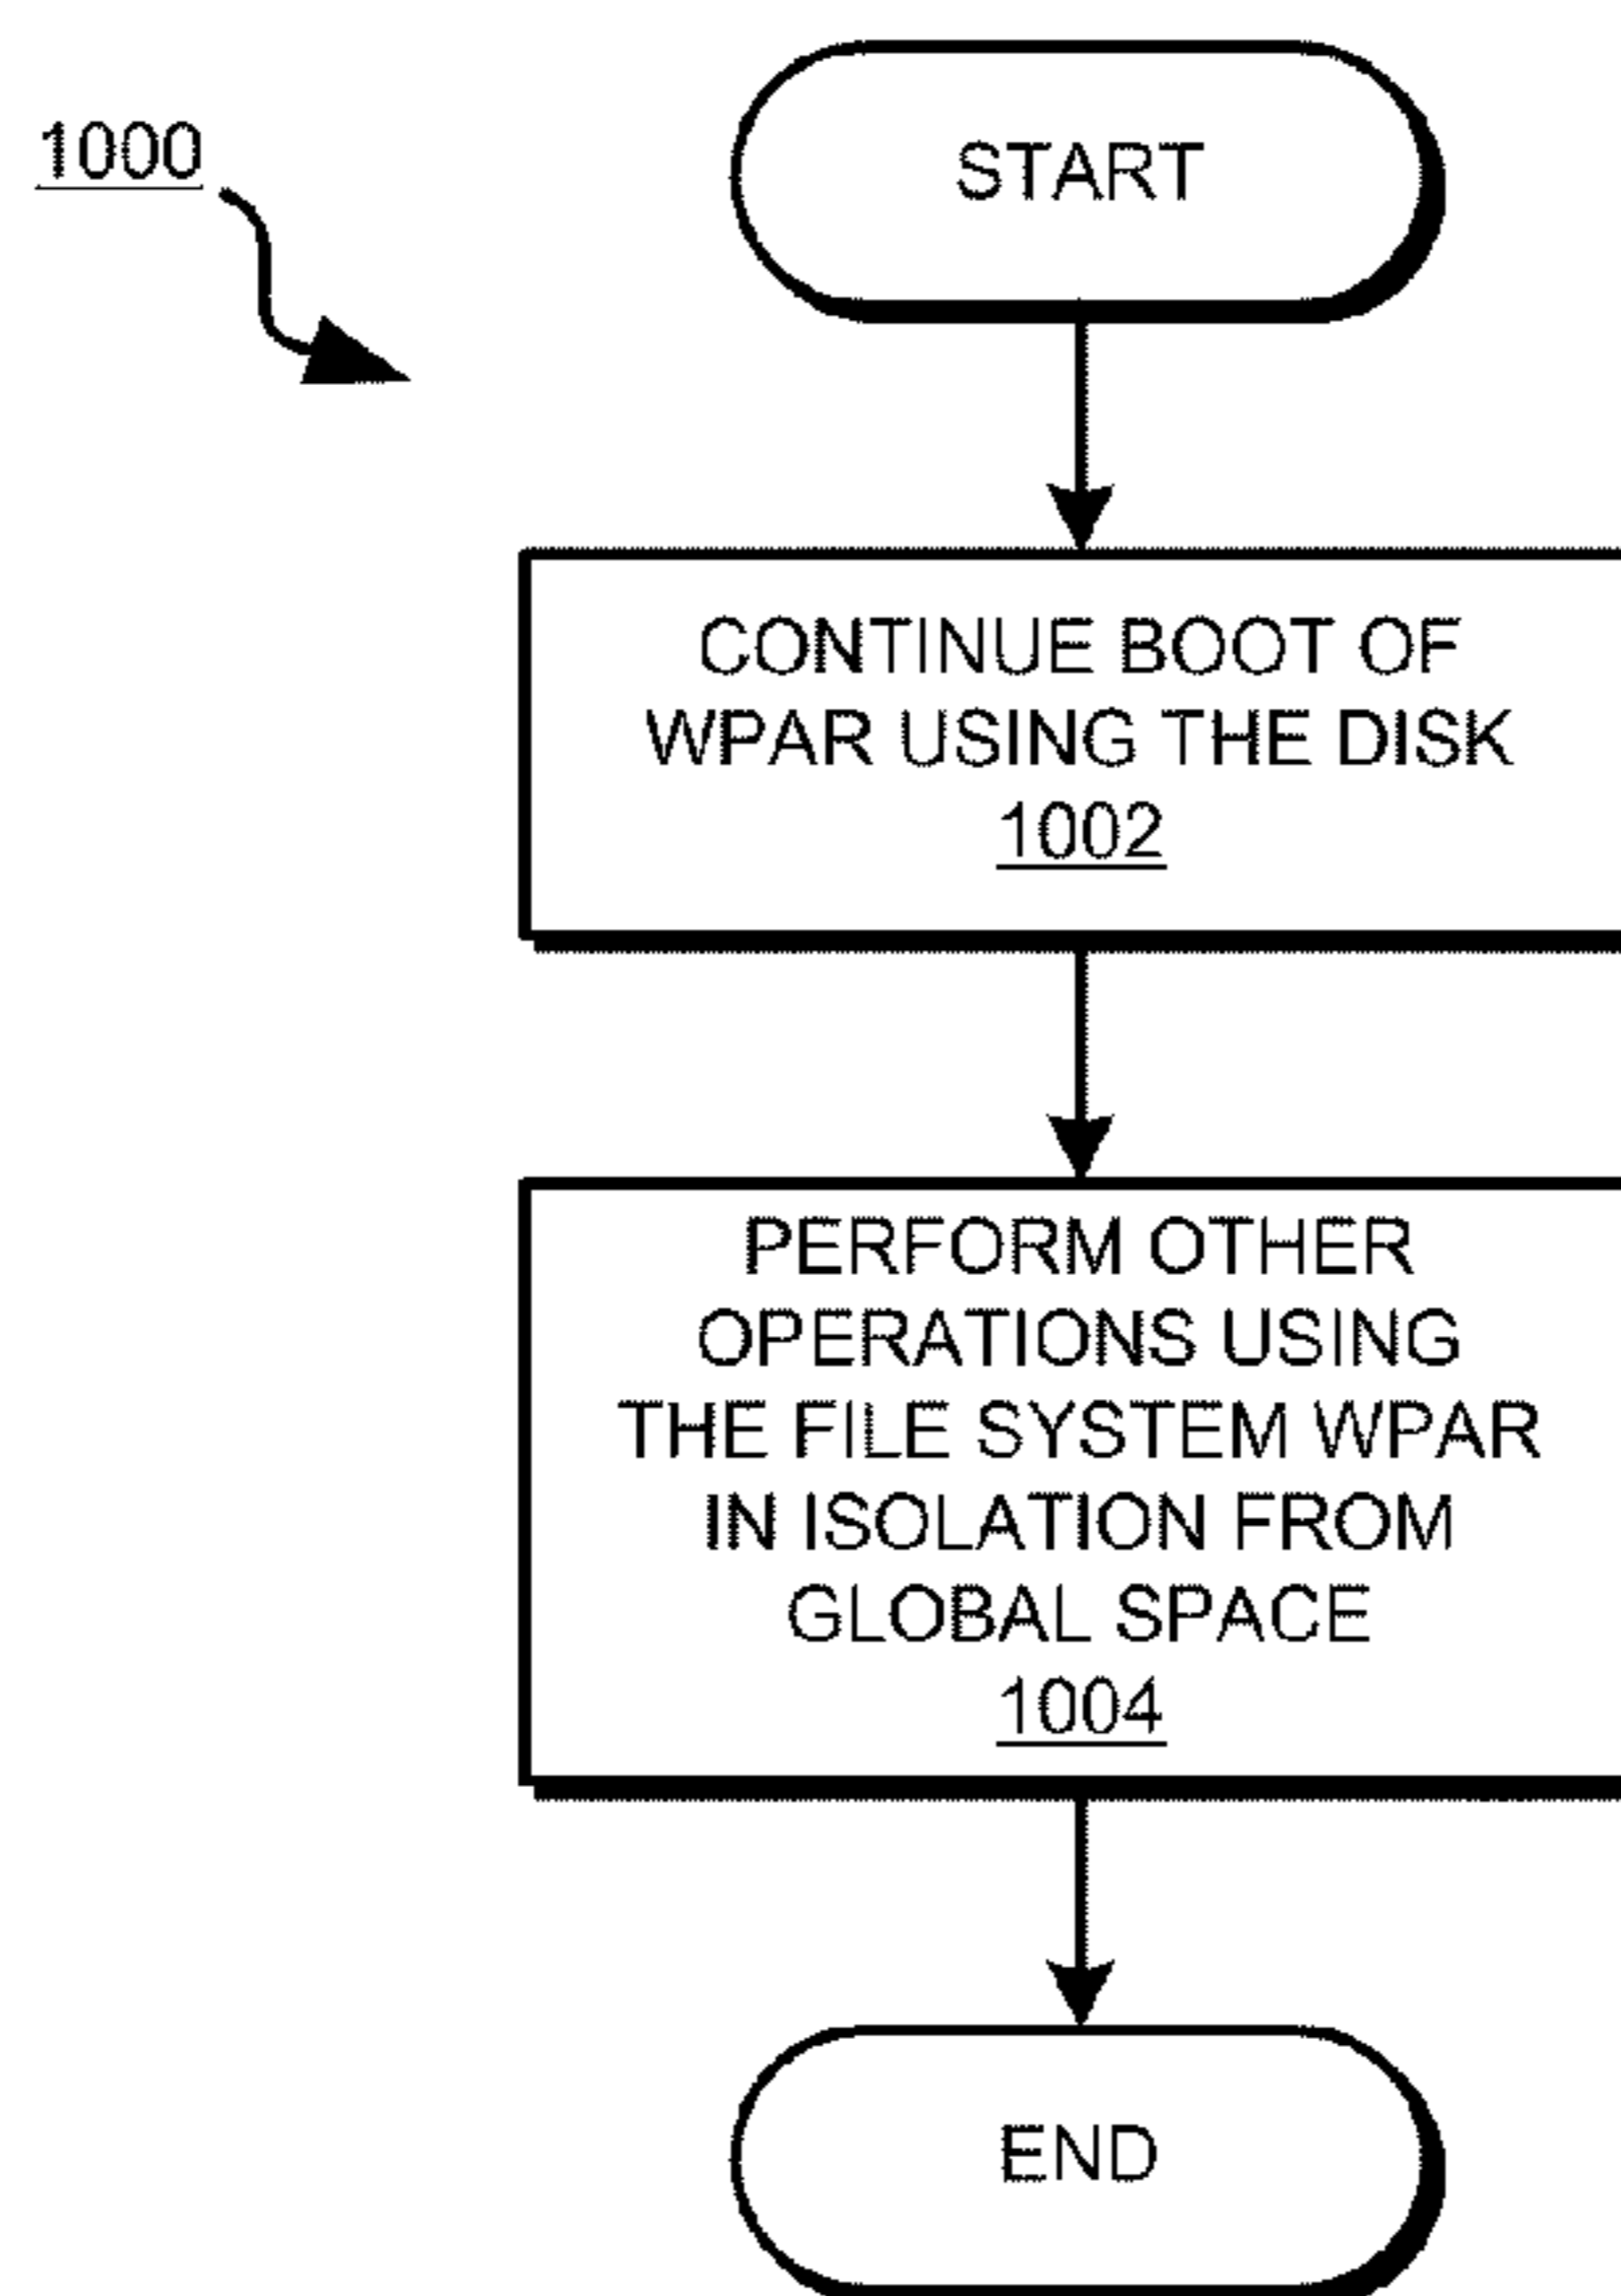 1000
START
CONTINUE BOOT OF
WPAR USING THE DISK
1002
PERFORM OTHER
OPERATIONS USING
THE FILE SYSTEM WPAR
IN ISOLATION FROM
GLOBAL SPACE
1004
END